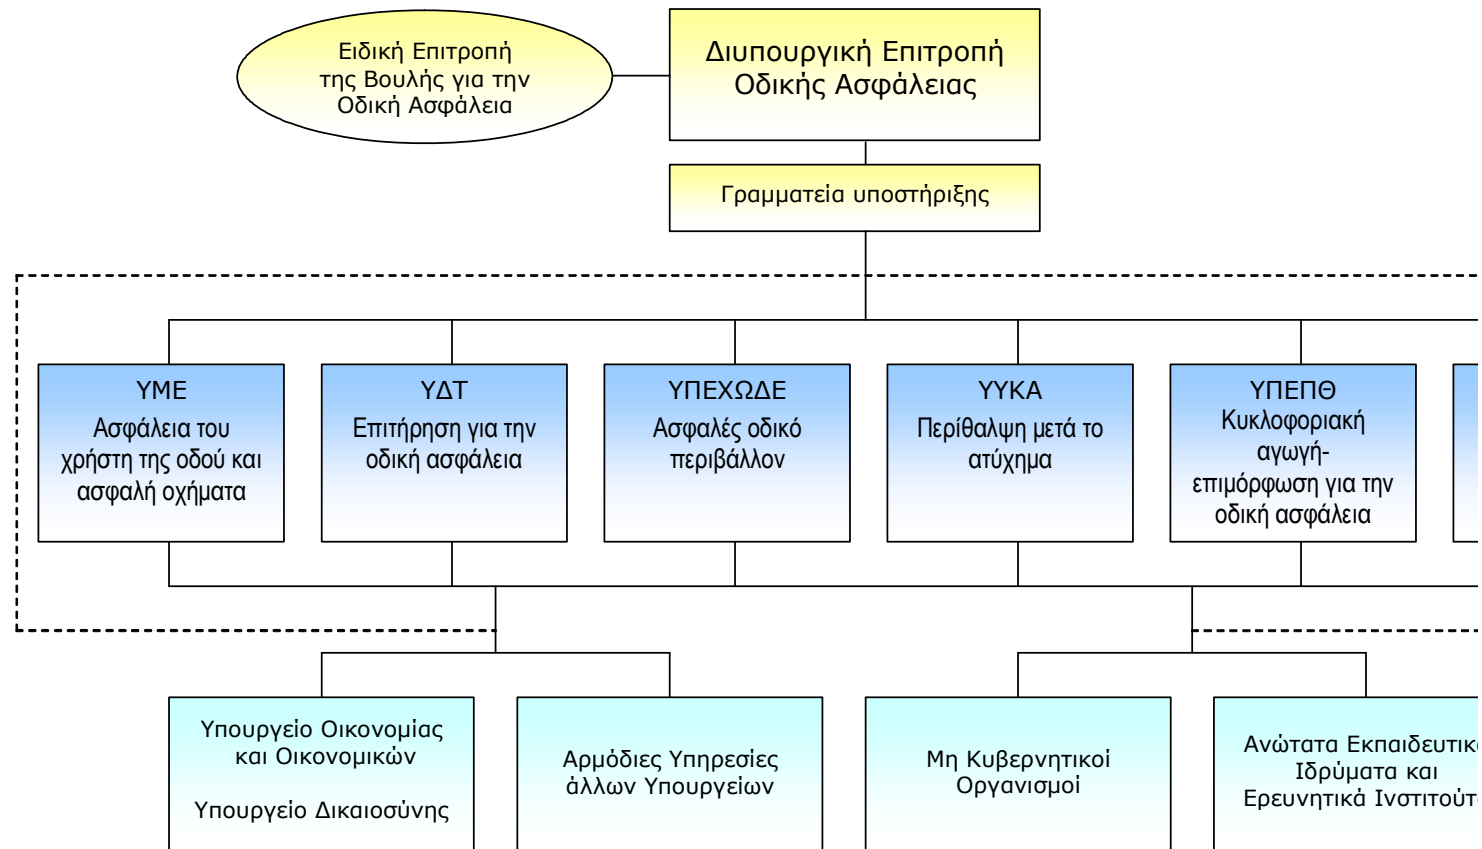 Ειδική Επιτροπή
της Βουλής για την
Οδική Ασφάλεια
Διυπουργική Επιτροπή
Οδικής Ασφάλειας
Γραμματεία υποστήριξης
ΥΜΕ
Ασφάλεια του
χρήστη της οδού και
ασφαλή οχήματα
ΥΔΤ
Επιτήρηση για την
οδική ασφάλεια
ΥΠΕΧΩΔΕ
Ασφαλές οδικό
περιβάλλον
ΥΥΚΑ
Περίθαλψη μετά το
ατύχημα
ΥΠΕΠΘ
Κυκλοφοριακή
αγωγή-
επιμόρφωση για την
οδική ασφάλεια
Υπουργείο Οικονομίας
και Οικονομικών
Υπουργείο Δικαιοσύνης
Αρμόδιες Υπηρεσίες
άλλων Υπουργείων
Μη Κυβερνητικοί
Οργανισμοί
Ανώτατα
Ιδρύματα και
Ερευνητικά